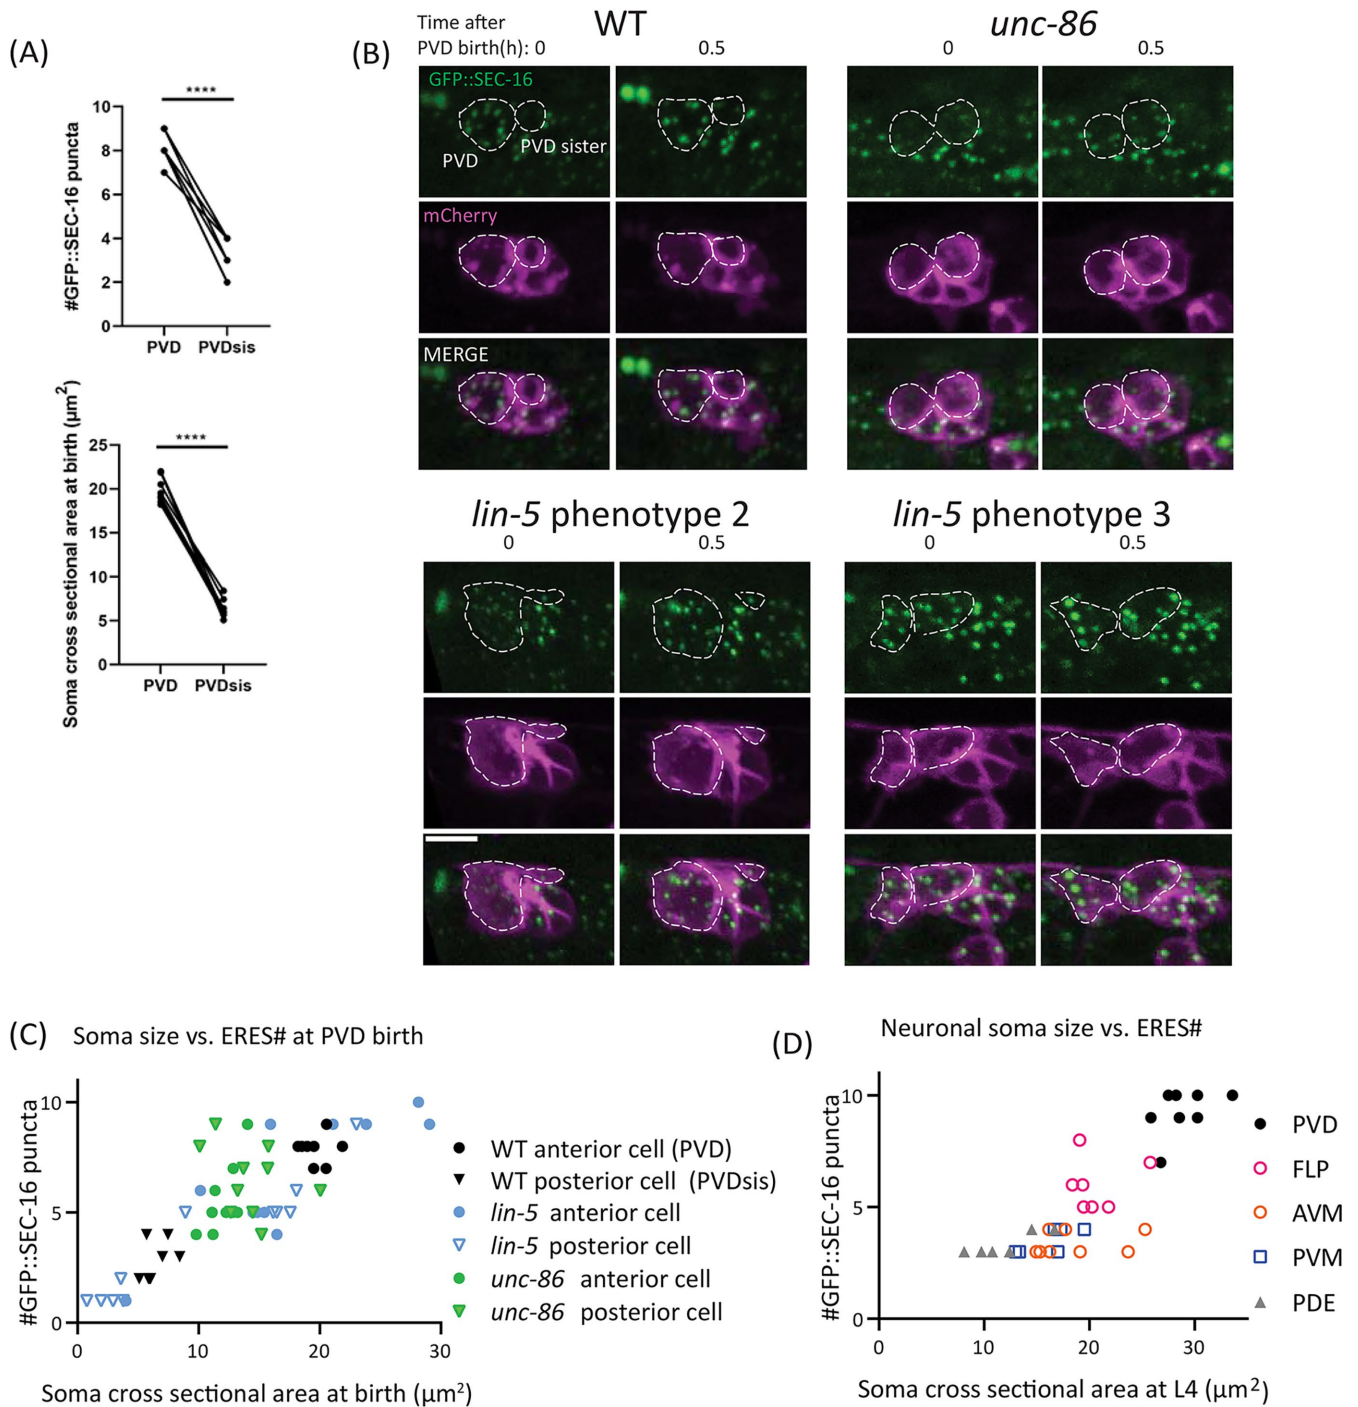 (A)
****
10
8
6
4
2
0
#GFP::SEC-16 puncta
PVD PVDsis
****
25
20
15
10
5
0
Soma cross sectional area at birth (μm²)
PVD PVDsis
(B)
Time after
PVD birth(h): 0 0.5
WT
unc-86
0 0.5
GFP::SEC-16
PVD
PVD sister
mCherry
MERGE
lin-5 phenotype 2
0 0.5
lin-5 phenotype 3
0 0.5
(C)
Soma size vs. ERES# at PVD birth
#GFP::SEC-16 puncta
10
5
0
0 10 20 30
Soma cross sectional area at birth (μm²)
WT anterior cell (PVD)
WT posterior cell (PVDsis)
lin-5 anterior cell
lin-5 posterior cell
unc-86 anterior cell
unc-86 posterior cell
(D)
Neuronal soma size vs. ERES#
#GFP::SEC-16 puncta
10
5
0
0 10 20 30
Soma cross sectional area at L4 (μm²)
PVD
FLP
AVM
PVM
PDE